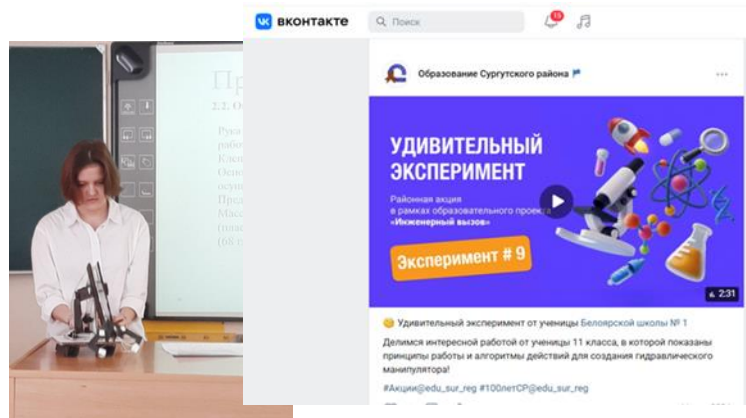 вконтакте
Поиск
Образование Сургутского района
УДИВИТЕЛЬНЫЙ
ЭКСПЕРИМЕНТ
Районная акция
в рамках образовательного проекта
«Инженерный вызов»
Эксперимент # 9
2:31
Удивительный эксперимент от ученицы Белоярской школы № 1
Делимся интересной работой от ученицы 11 класса, в которой показаны
принципы работы и алгоритмы действий для создания гидравлического
манипулятора!
#Акции@edu_sur_reg #100летСР@edu_sur_reg